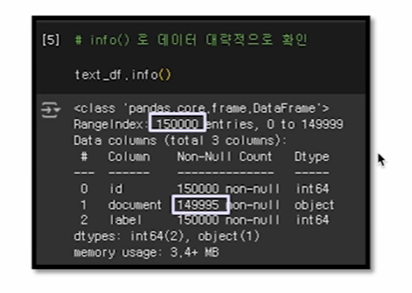 [5] # info() 로 데이터 대략적으로 확인
text_df.info()
<class 'pandas.core.frame.DataFrame'>
RangeIndex: 150000 entries, 0 to 149999
Data columns (total 3 columns):
 #   Column    Non-Null Count   Dtype
---  ------    --------------   -----
 0   id        150000 non-null  int64
 1   document  149995 non-null  object
 2   label     150000 non-null  int64
dtypes: int64(2), object(1)
memory usage: 3.4+ MB